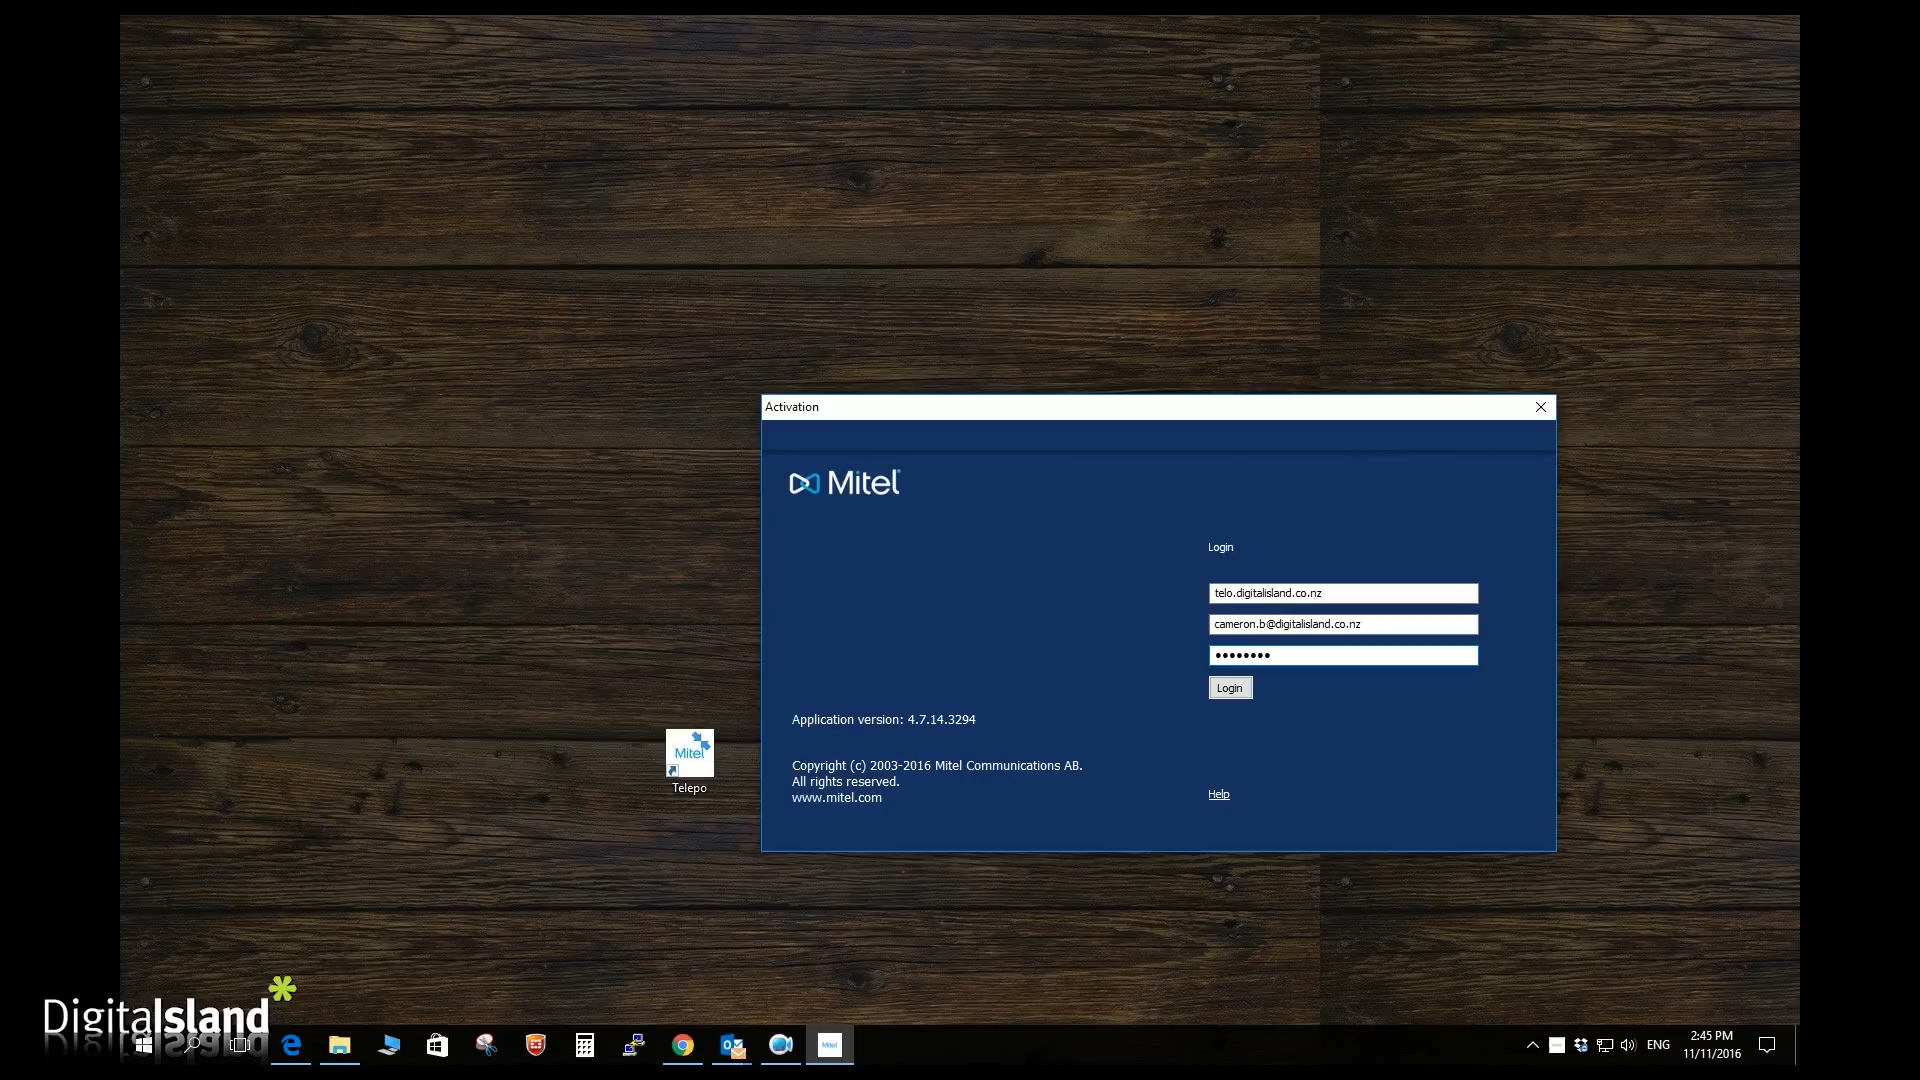 Activation
Mitel
Login
telo.digitalisland.co.nz
cameron.b@digitalisland.co.nz
••••••••
Login
Application version: 4.7.14.3294
Copyright (c) 2003-2016 Mitel Communications AB.
All rights reserved.
www.mitel.com
Help
Mitel
Telepo
DigitalIsland
Mitel
ENG
2:45 PM
11/11/2016